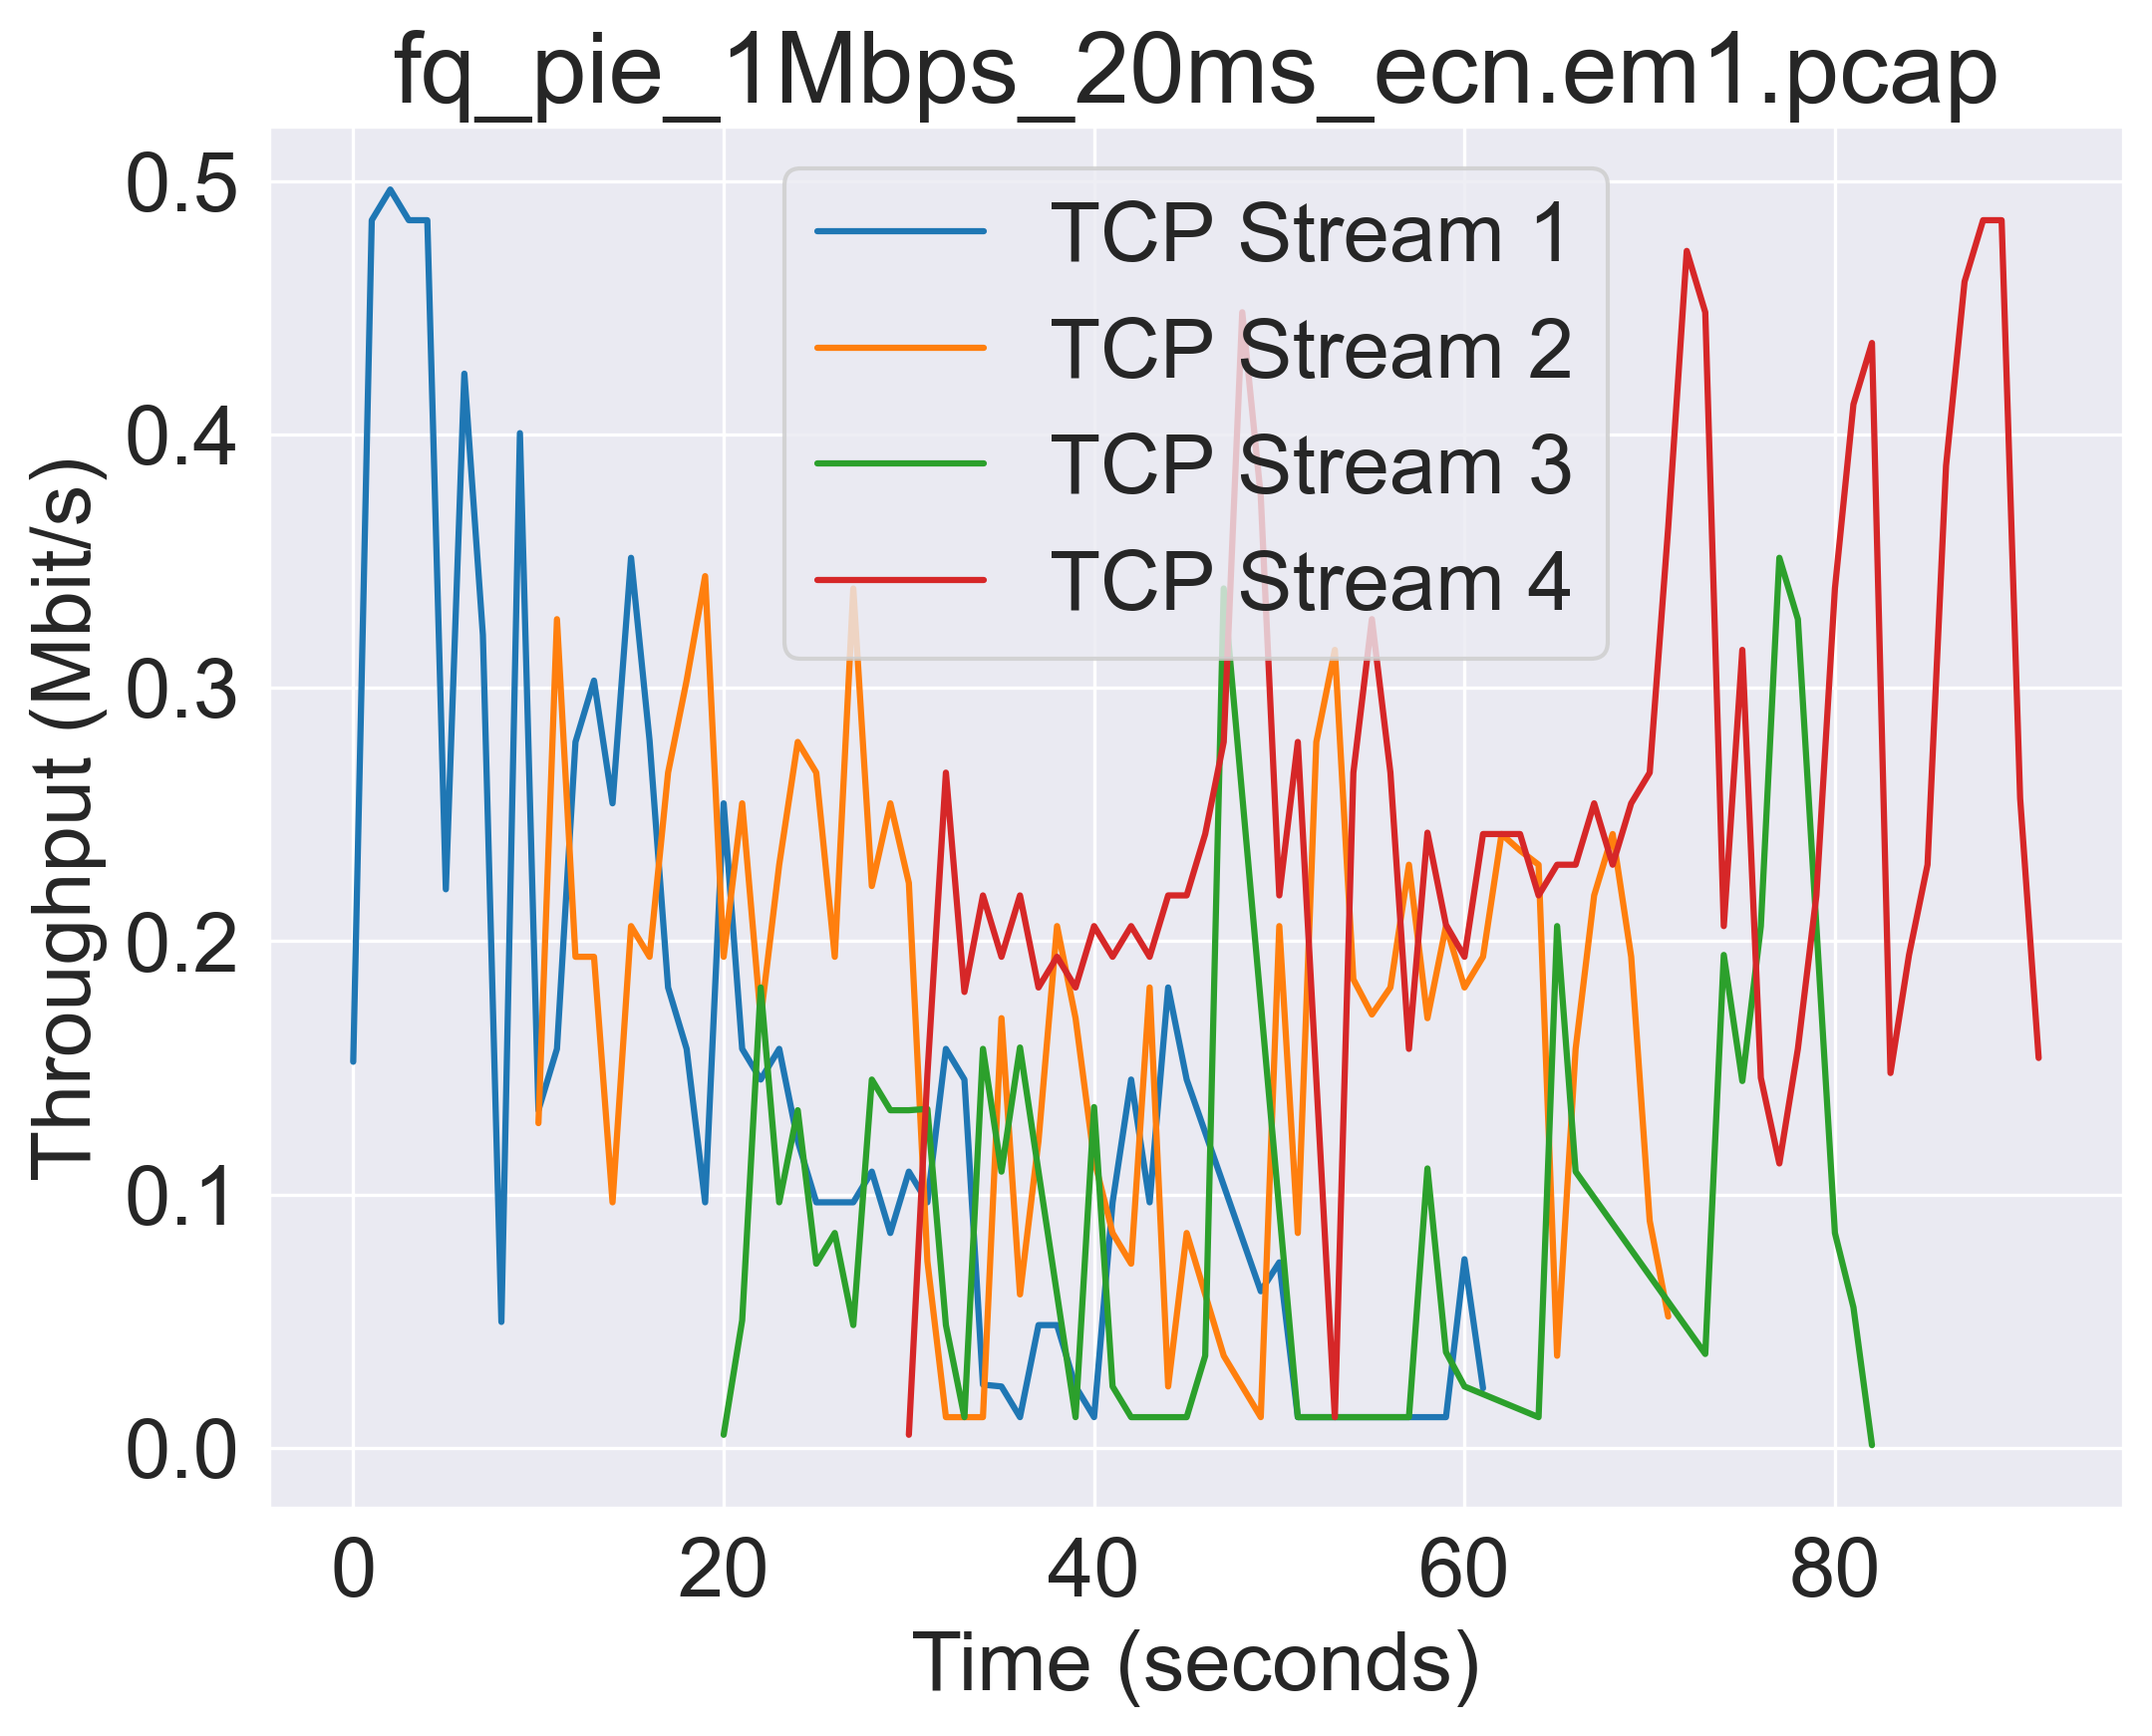 fq_pie_1Mbps_20ms_ecn.em1.pcap
Throughput (Mbit/s)
0.5
0.4
0.3
0.2
0.1
0.0
TCP Stream 1
TCP Stream 2
TCP Stream 3
TCP Stream 4
0 20 40 60 80
Time (seconds)